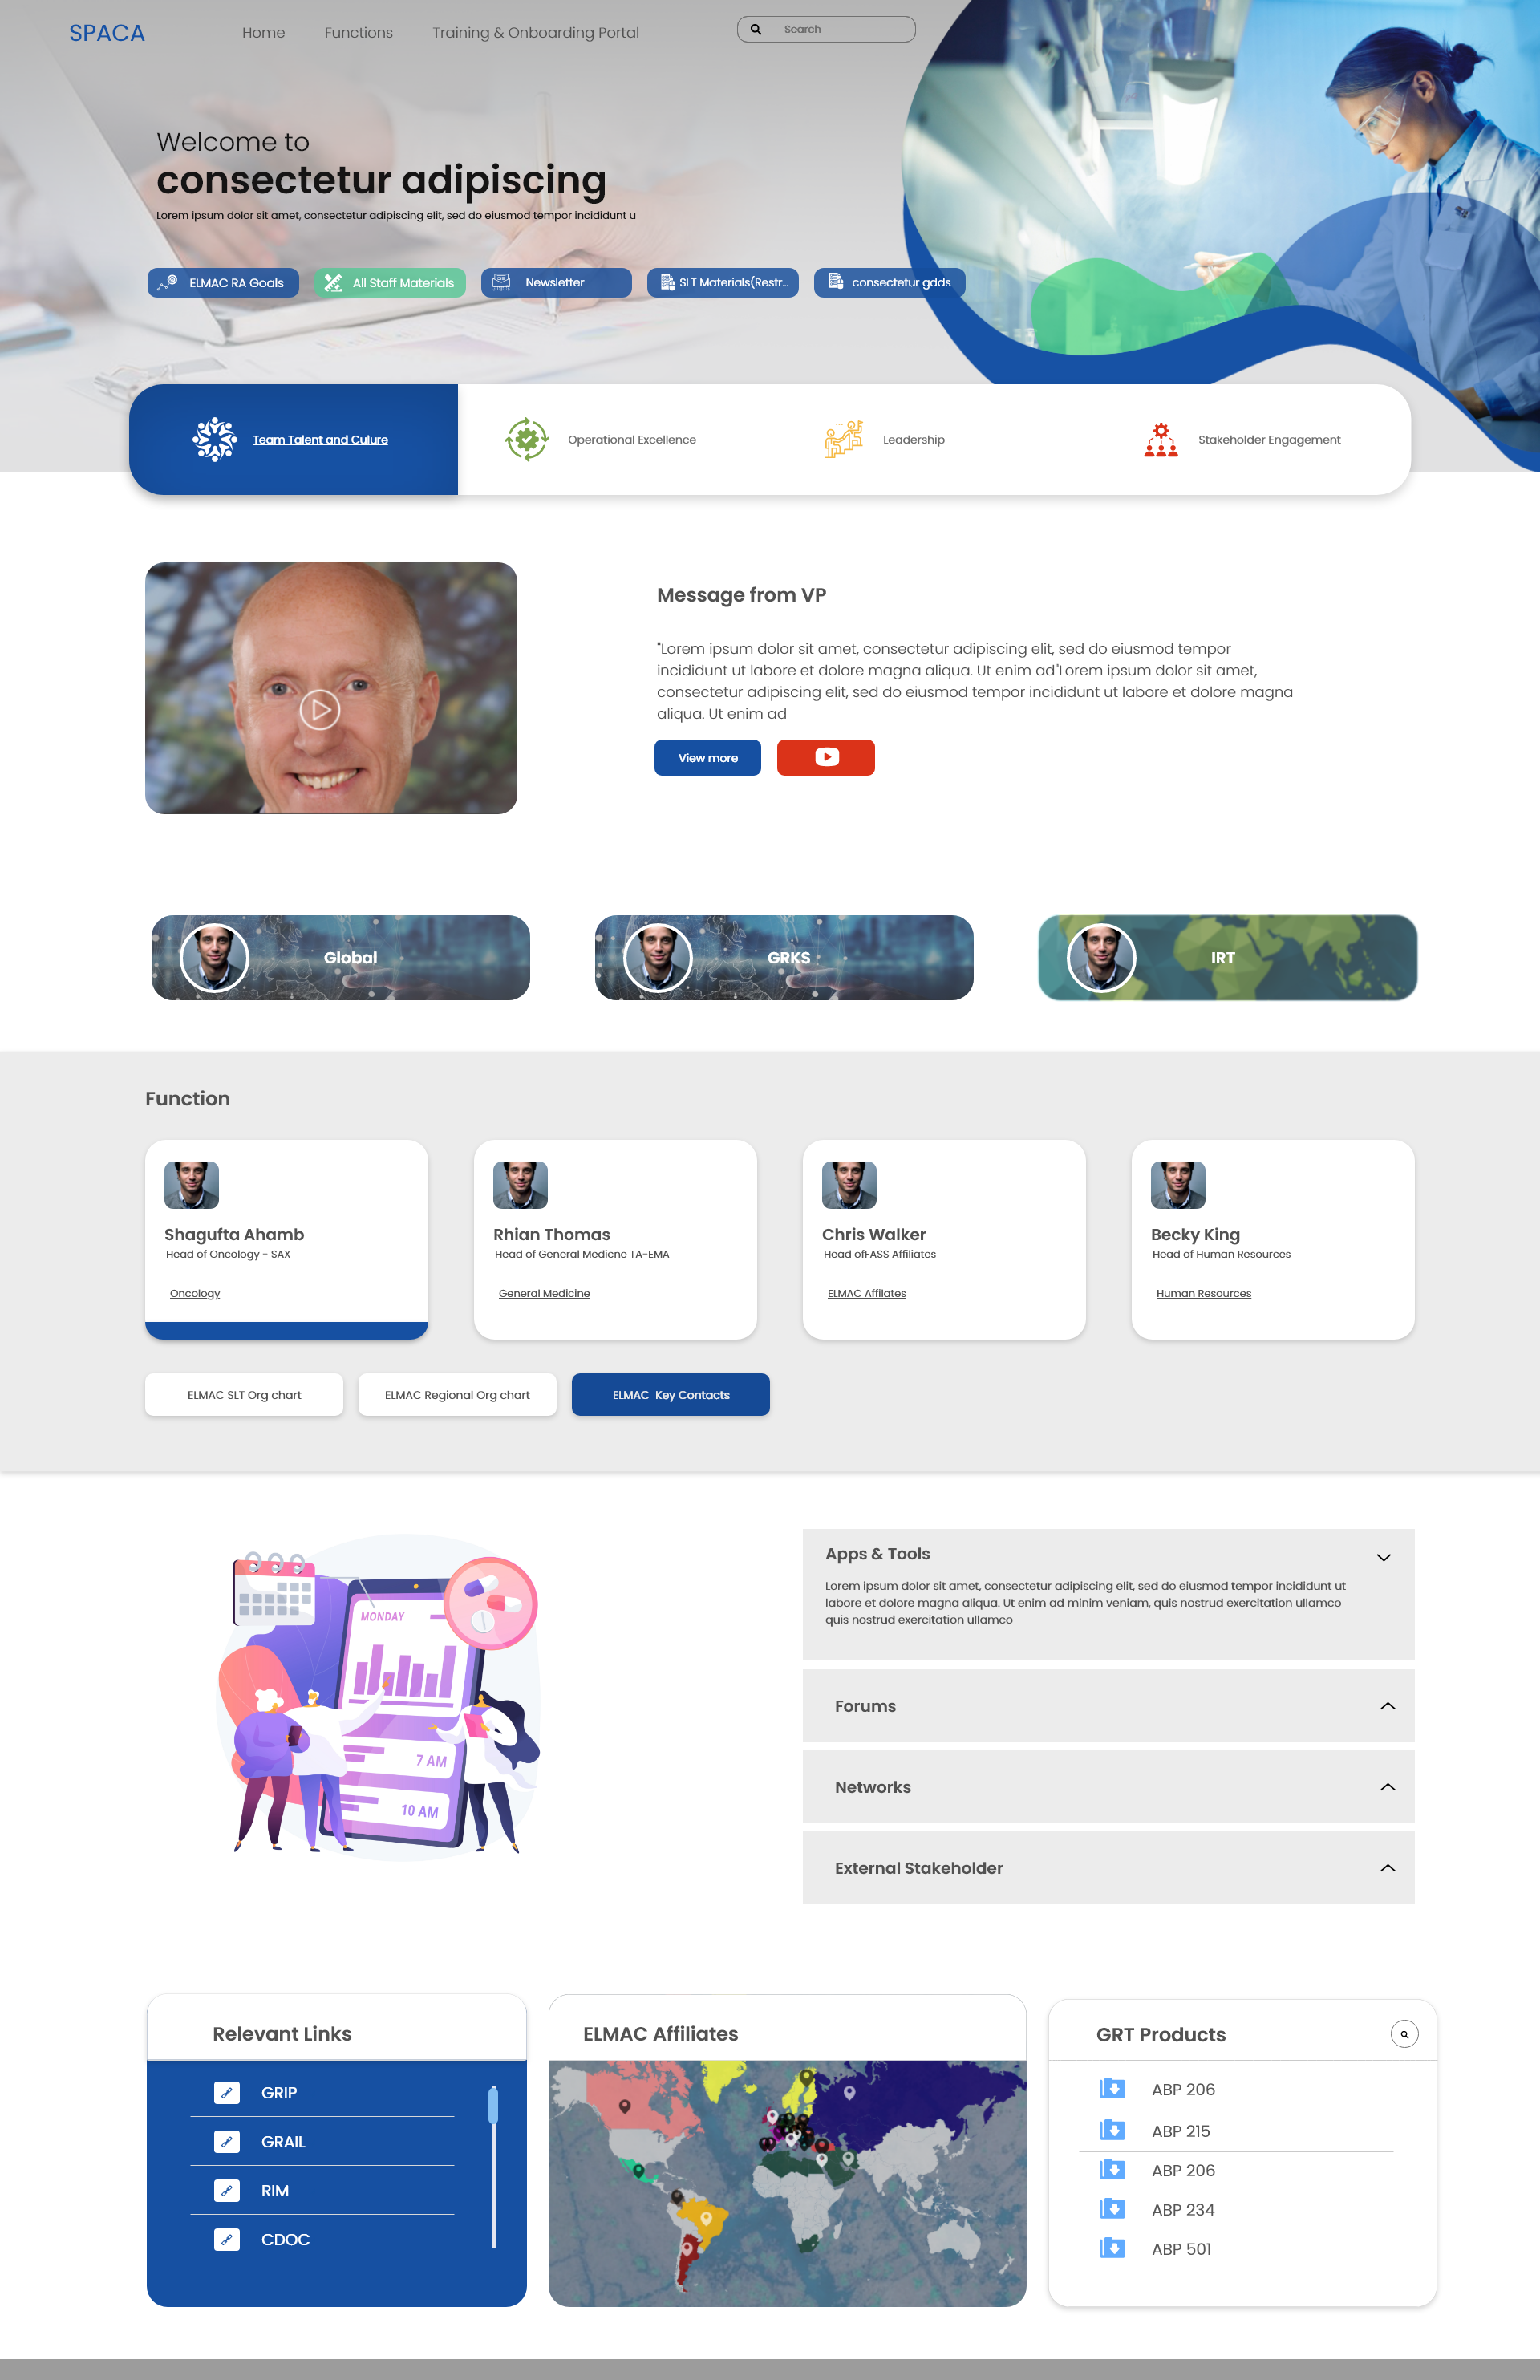 SPACA
Home
Functions
Training & Onboarding Portal
Search
Welcome to
consectetur adipiscing
Lorem ipsum dolor sit amet, consectetur adipiscing elit, sed do eiusmod tempor incididunt u
ELMAC RA Goals
All Staff Materials
Newsletter
SLT Materials(Restr...
consectetur gdds
Team Talent and Culure
Operational Excellence
Leadership
Stakeholder Engagement
Message from VP
"Lorem ipsum dolor sit amet, consectetur adipiscing elit, sed do eiusmod tempor
incididunt ut labore et dolore magna aliqua. Ut enim ad"Lorem ipsum dolor sit amet,
consectetur adipiscing elit, sed do eiusmod tempor incididunt ut labore et dolore magna
aliqua. Ut enim ad
View more
Global
GRKS
IRT
Function
Shagufta Ahamb
Head of Oncology - SAX
Oncology
Rhian Thomas
Head of General Medicne TA-EMA
General Medicine
Chris Walker
Head ofFASS Affiliates
ELMAC Affilates
Becky King
Head of Human Resources
Human Resources
ELMAC SLT Org chart
ELMAC Regional Org chart
ELMAC  Key Contacts
MONDAY
7 AM
10 AM
Apps & Tools
Lorem ipsum dolor sit amet, consectetur adipiscing elit, sed do eiusmod tempor incididunt ut
labore et dolore magna aliqua. Ut enim ad minim veniam, quis nostrud exercitation ullamco
quis nostrud exercitation ullamco
Forums
Networks
External Stakeholder
Relevant Links
GRIP
GRAIL
RIM
CDOC
ELMAC Affiliates
GRT Products
ABP 206
ABP 215
ABP 206
ABP 234
ABP 501